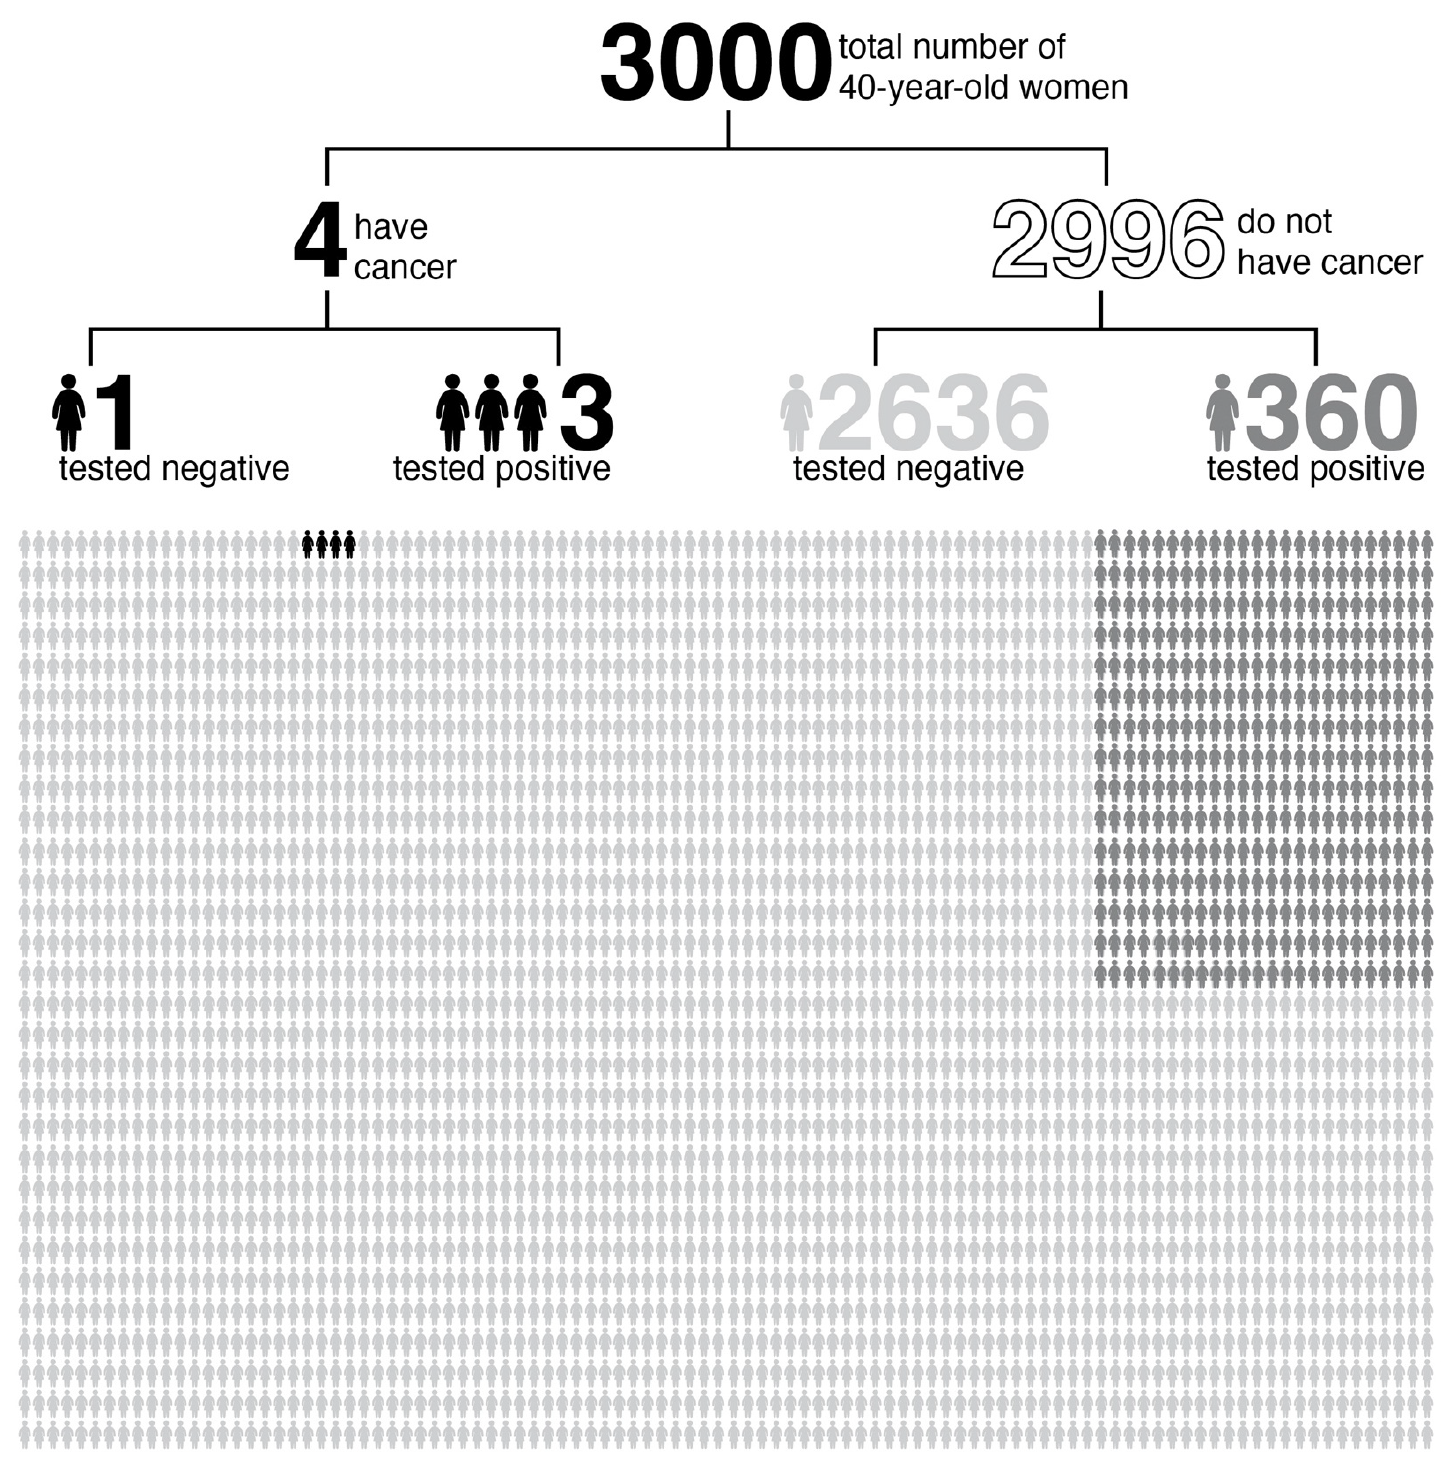 3000 total number of
40-year-old women
4 have
cancer
2996 do not
have cancer
1
tested negative
3
tested positive
2636
tested negative
360
tested positive